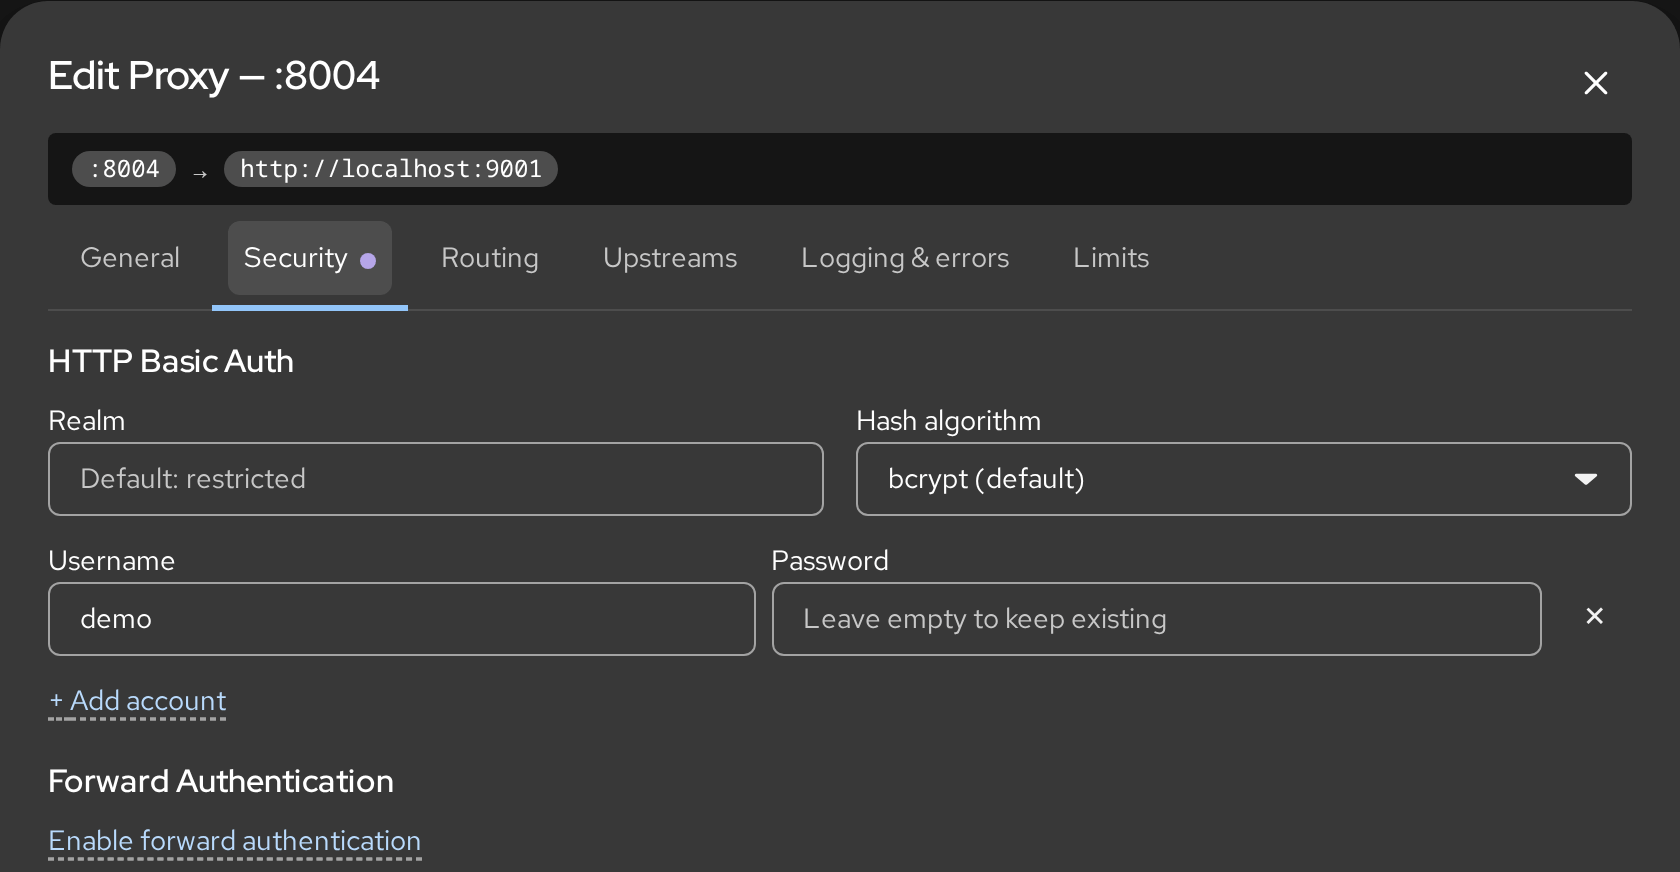 Edit Proxy — :8004
:8004 → http://localhost:9001
General Security Routing Upstreams Logging & errors Limits
HTTP Basic Auth
Realm Hash algorithm
Default: restricted bcrypt (default)
Username Password
demo Leave empty to keep existing
+ Add account
Forward Authentication
Enable forward authentication